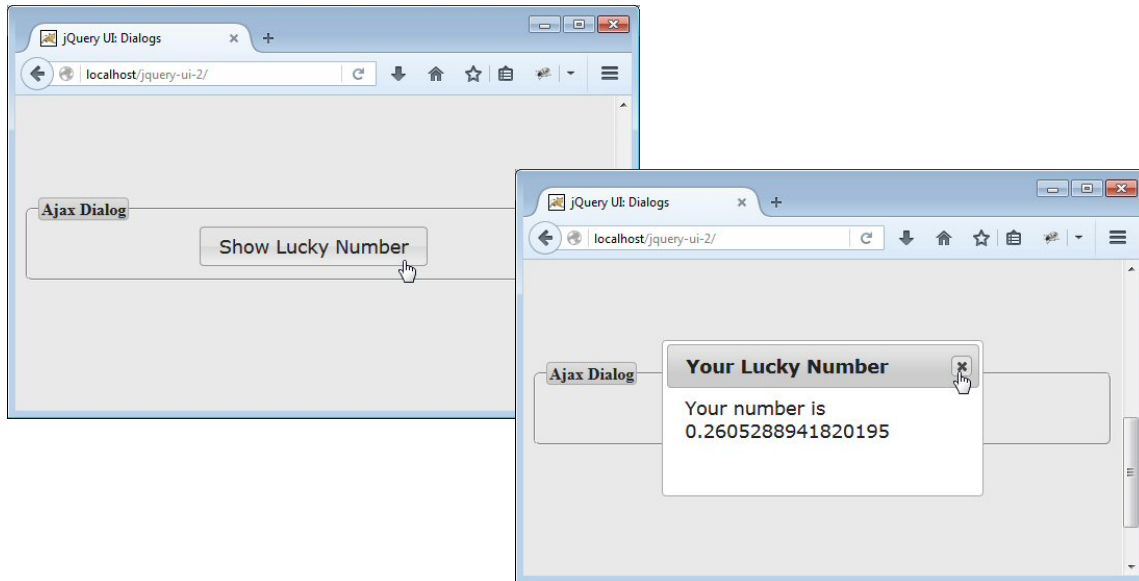 jQuery UI: Dialogs
localhost/jquery-ui-2/
Ajax Dialog
Show Lucky Number
jQuery UI: Dialogs
localhost/jquery-ui-2/
Ajax Dialog
Your Lucky Number
Your number is
0.2605288941820195